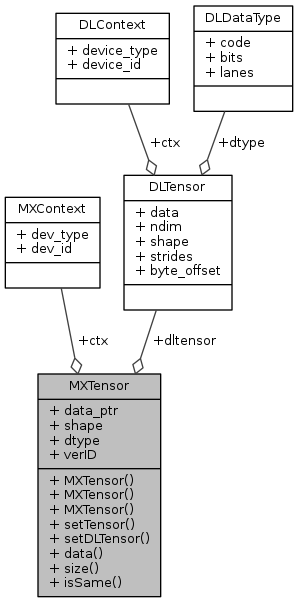 DLContext
+ device_type
+ device_id
DLDataType
+ code
+ bits
+ lanes
+ctx
+dtype
DLTensor
+ data
+ ndim
+ shape
+ strides
+ byte_offset
MXContext
+ dev_type
+ dev_id
+ctx
+dltensor
MXTensor
+ data_ptr
+ shape
+ dtype
+ verID
+ MXTensor()
+ MXTensor()
+ MXTensor()
+ setTensor()
+ setDLTensor()
+ data()
+ size()
+ isSame()